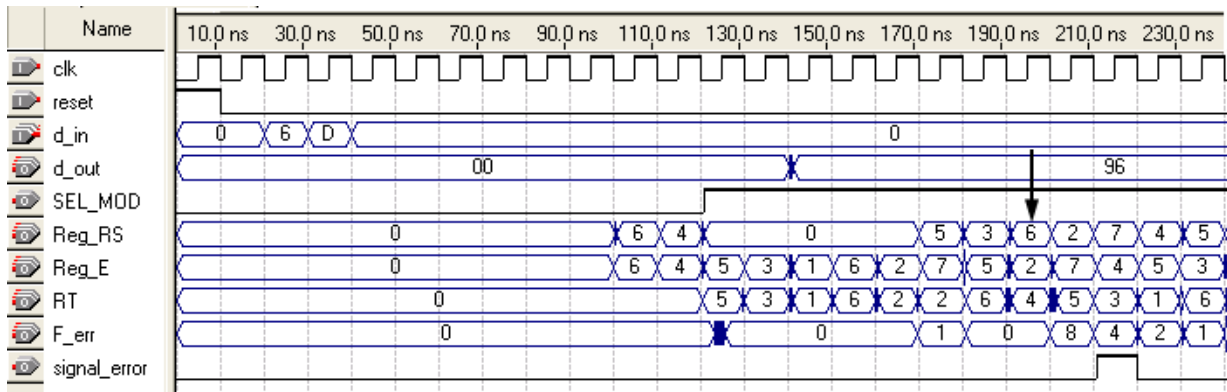 Name 10.0 ns 30.0 ns 50.0 ns 70.0 ns 90.0 ns 110.0 ns 130.0 ns 150.0 ns 170.0 ns 190.0 ns 210.0 ns 230.0 ns
clk
reset
d_in 0 6 D 0
d_out 00 96
SEL_MOD
Reg_RS 0 6 4 0 5 3 6 2 7 4 5
Reg_E 0 6 4 5 3 1 6 2 7 5 2 7 4 5 3
RT 0 5 3 1 6 2 2 6 4 5 3 1 6
F_err 0 0 1 0 8 4 2 1
signal_error